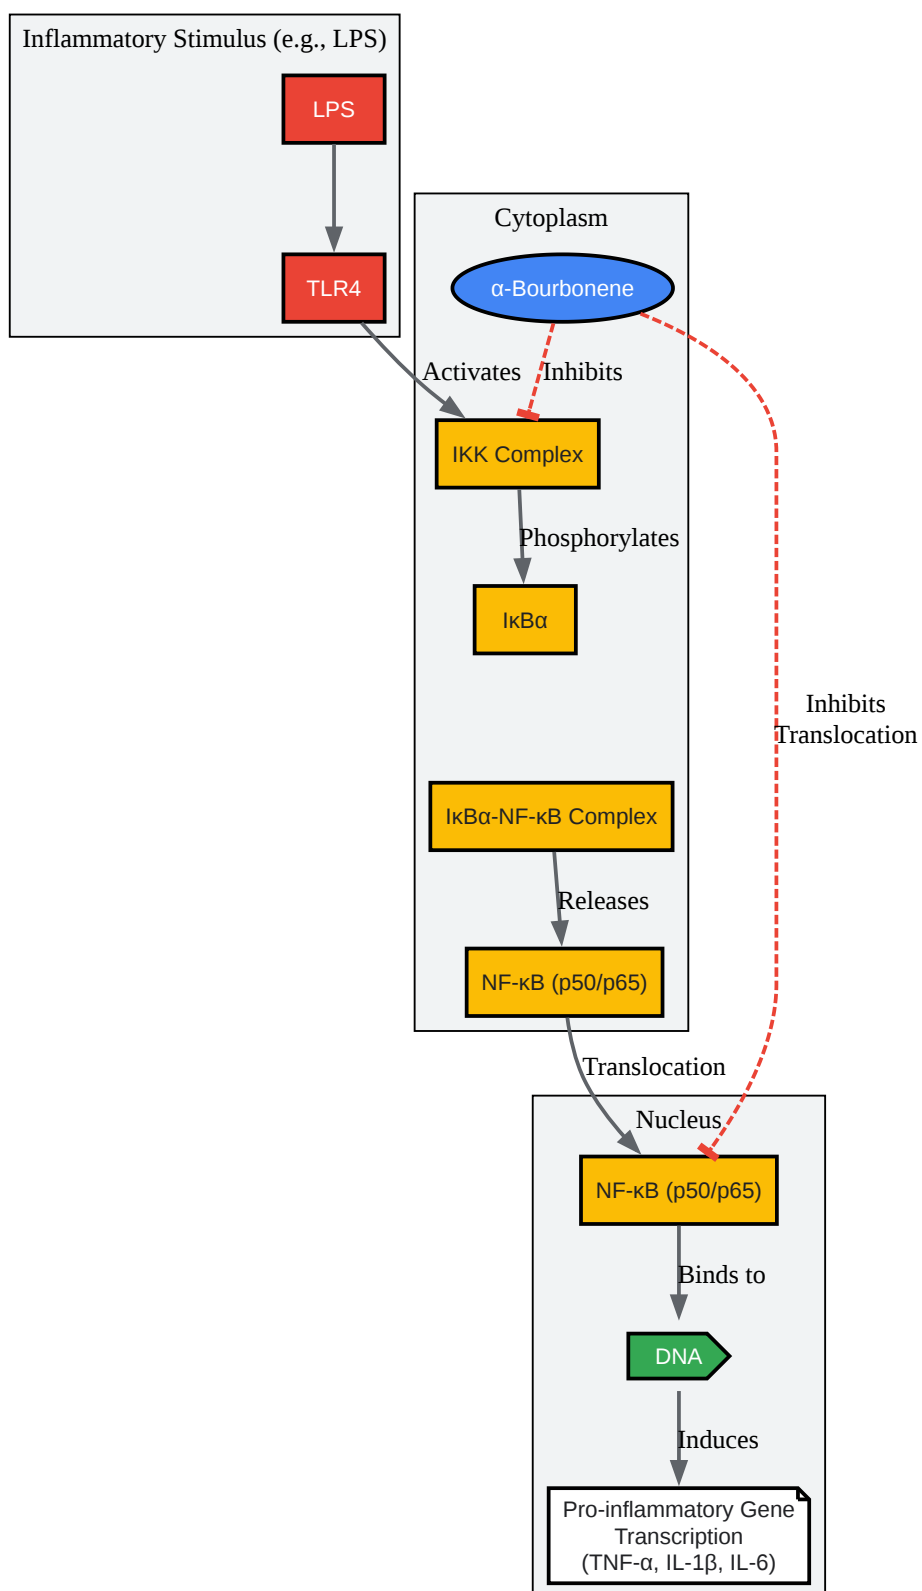 Inflammatory Stimulus (e.g., LPS)
LPS
TLR4
Cytoplasm
α-Bourbonene
Activates
Inhibits
IKK Complex
Phosphorylates
IκBα
Inhibits
Translocation
IκBα-NF-κB Complex
Releases
NF-κB (p50/p65)
Translocation
Nucleus
NF-κB (p50/p65)
Binds to
DNA
Induces
Pro-inflammatory Gene
Transcription
(TNF-α, IL-1β, IL-6)